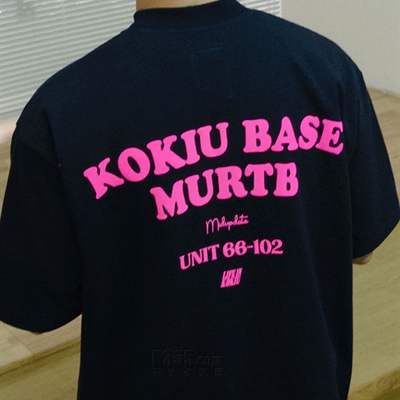 KOKIU BASE
MURTB
UNIT 66-102